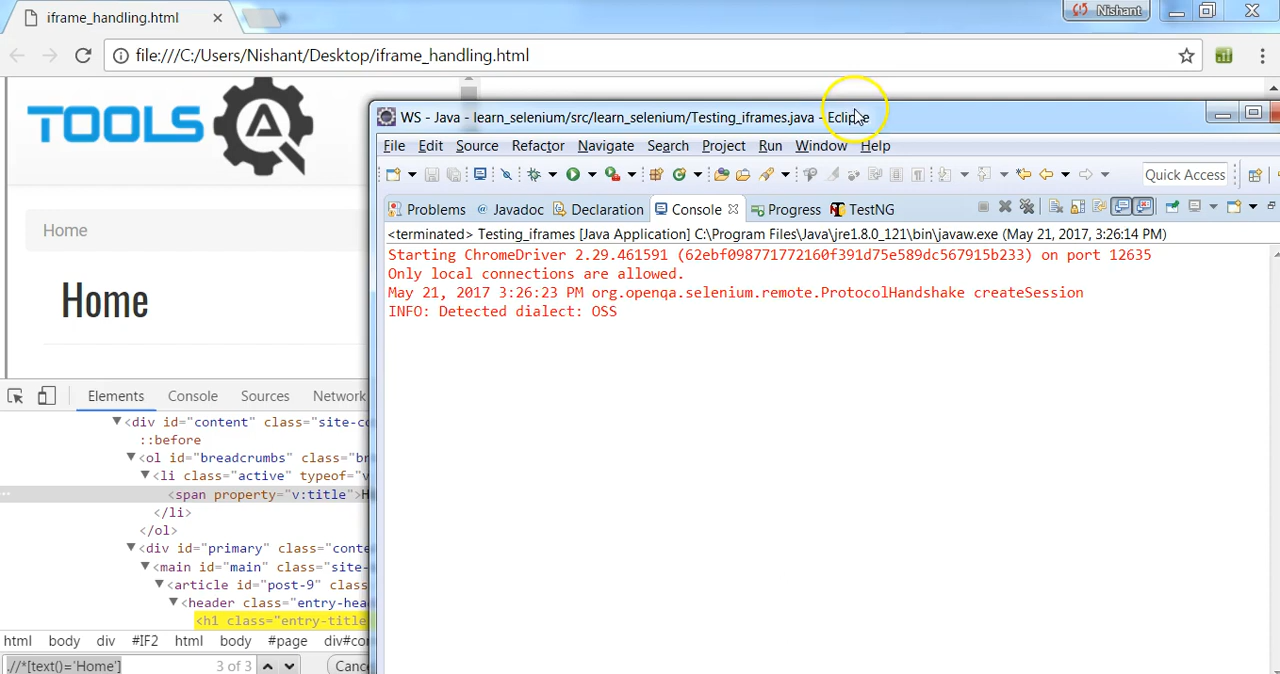 iframe_handling.html
Nishant
file:///C:/Users/Nishant/Desktop/iframe_handling.html
TOOLS QA
WS - Java - learn_selenium/src/learn_selenium/Testing_iframes.java - Eclipse
File Edit Source Refactor Navigate Search Project Run Window Help
Quick Access
Home
Problems @ Javadoc Declaration Console Progress TestNG
<terminated> Testing_iframes [Java Application] C:\Program Files\Java\jre1.8.0_121\bin\javaw.exe (May 21, 2017, 3:26:14 PM)
Starting ChromeDriver 2.29.461591 (62ebf098771772160f391d75e589dc567915b233) on port 12635
Only local connections are allowed.
May 21, 2017 3:26:23 PM org.openqa.selenium.remote.ProtocolHandshake createSession
INFO: Detected dialect: OSS
Home
Elements Console Sources Network
<div id="content" class="site-co
::before
<ol id="breadcrumbs" class="br
<li class="active" typeof="v
<span property="v:title">H
</li>
</ol>
<div id="primary" class="conte
<main id="main" class="site-
<article id="post-9" class
<header class="entry-hea
<h1 class="entry-title
html body div #IF2 html body #page div#con
.//*[text()='Home'] 3 of 3 Cance